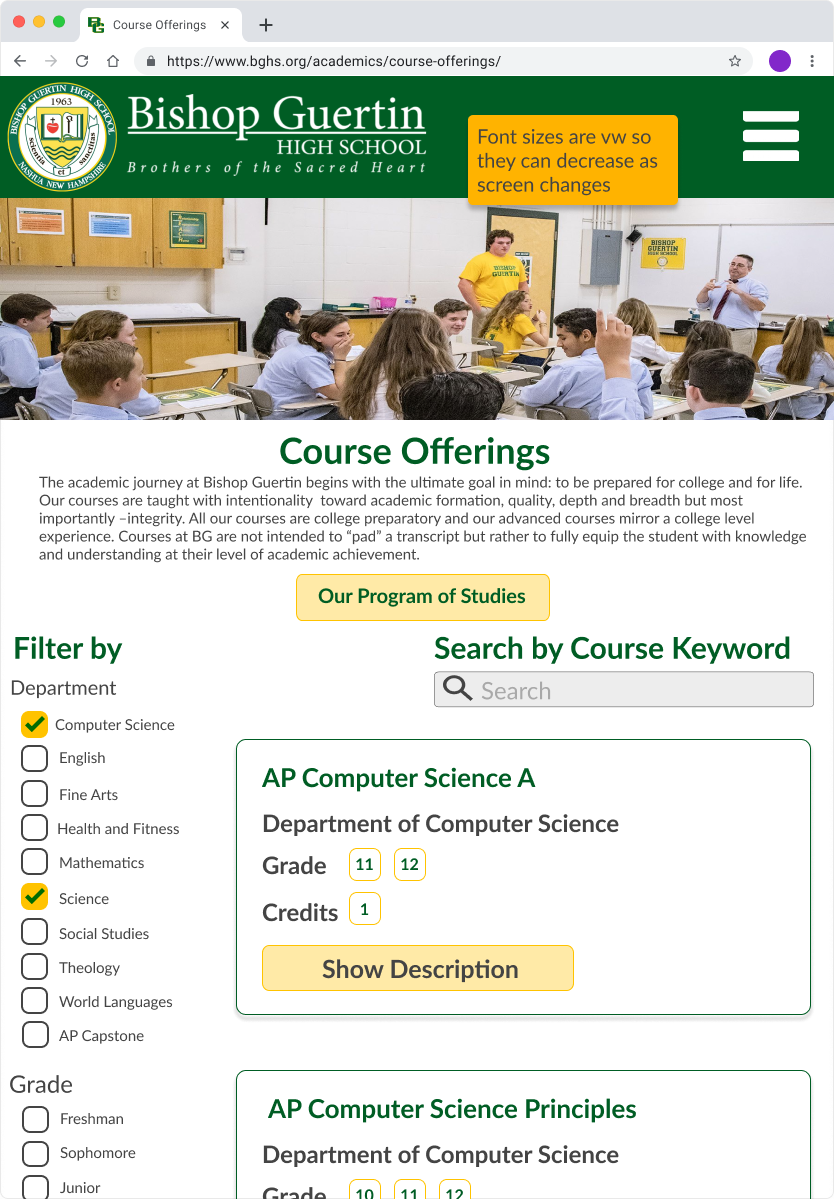 Course Offerings
https://www.bghs.org/academics/course-offerings/
BISHOP GUERTIN HIGH SCHOOL
1963
scientia et sanctitas
NASHUA NEW HAMPSHIRE
Bishop Guertin
HIGH SCHOOL
Brothers of the Sacred Heart
Font sizes are vw so
they can decrease as
screen changes
BISHOP
GUERTIN
BISHOP
GUERTIN
HIGH SCHOOL
Course Offerings
The academic journey at Bishop Guertin begins with the ultimate goal in mind: to be prepared for college and for life.
Our courses are taught with intentionality  toward academic formation, quality, depth and breadth but most
importantly –integrity. All our courses are college preparatory and our advanced courses mirror a college level
experience. Courses at BG are not intended to “pad” a transcript but rather to fully equip the student with knowledge
and understanding at their level of academic achievement.
Our Program of Studies
Filter by
Search by Course Keyword
Search
Department
Computer Science
English
Fine Arts
Health and Fitness
Mathematics
Science
Social Studies
Theology
World Languages
AP Capstone
Grade
Freshman
Sophomore
Junior
AP Computer Science A
Department of Computer Science
Grade 11 12
Credits 1
Show Description
AP Computer Science Principles
Department of Computer Science
Grade 10 11 12